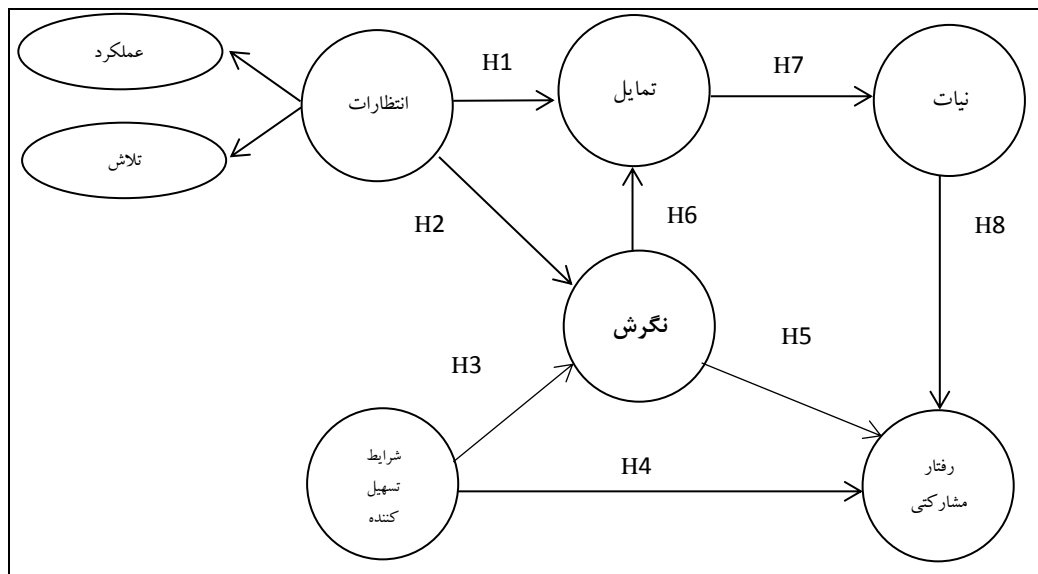 عملکرد
انتظارات
H1
تمایل
H7
نیات
تلاش
H2
H6
H8
نگرش
H5
H3
شرایط
تسهیل
کننده
H4
رفتار
مشارکتی